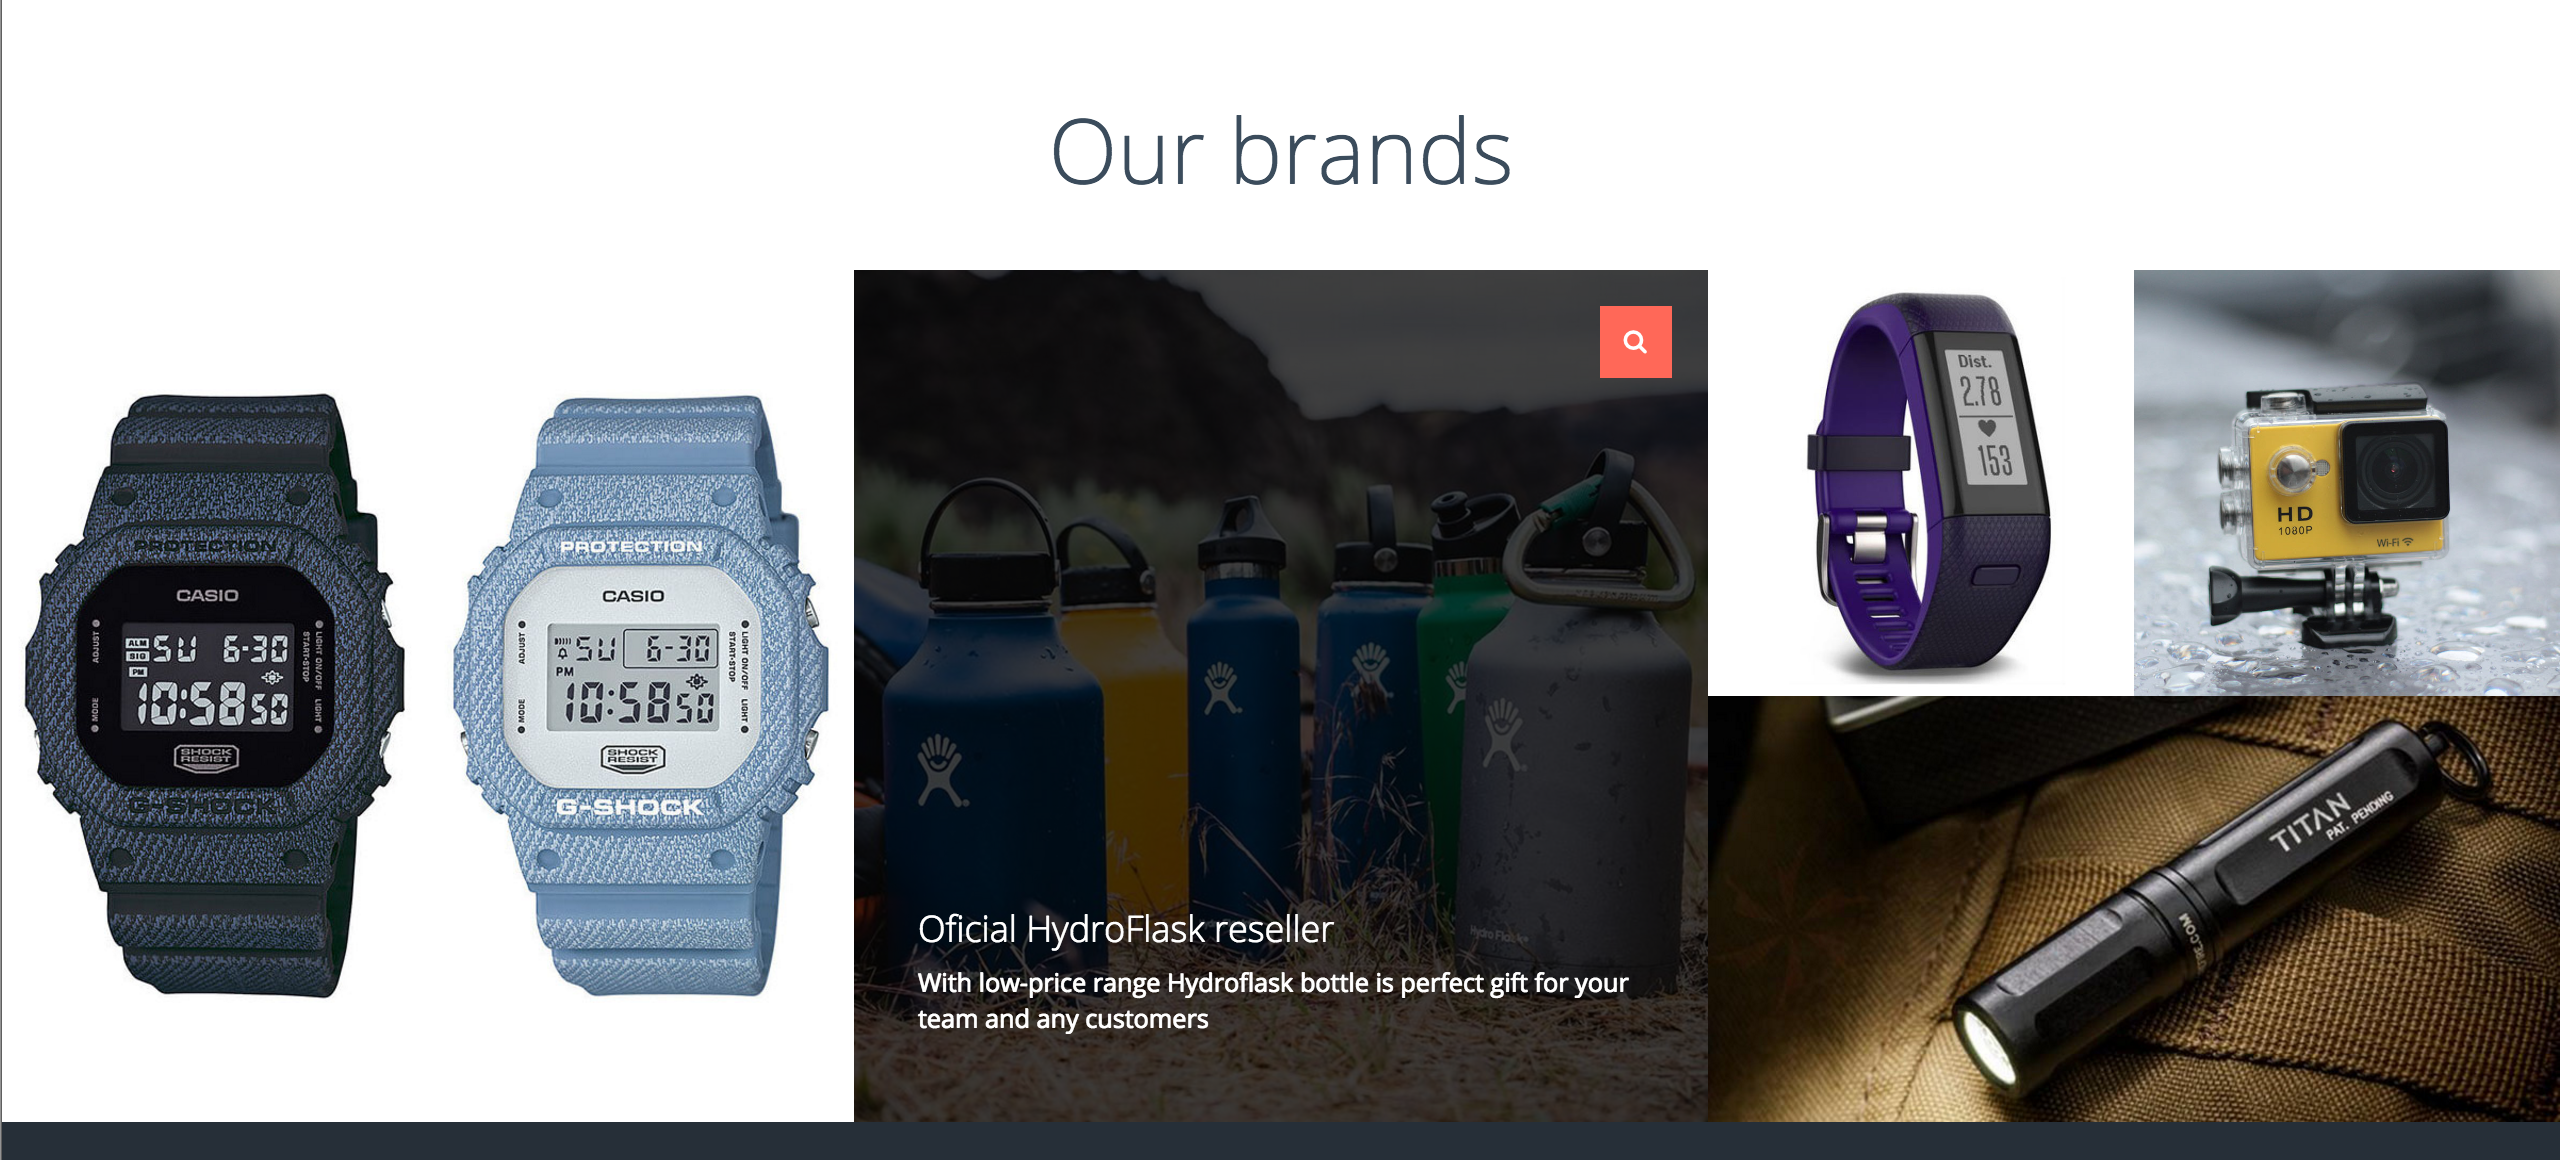 Our brands
PROTECTION
CASIO
ADJUST
MODE
LIGHT ON/OFF
START-STOP
LIGHT
ALM
SIG
PM
SU 6-30
10:58 50
SHOCK
RESIST
G-SHOCK
PROTECTION
CASIO
ADJUST
MODE
LIGHT ON/OFF
START-STOP
LIGHT
SU 6-30
PM
10:58 50
SHOCK
RESIST
G-SHOCK
Hydro Flask
Oficial HydroFlask reseller
With low-price range Hydroflask bottle is perfect gift for your
team and any customers
Dist.
2.78
153
HD
1080P
Wi-Fi
TITAN
PAT. PENDING